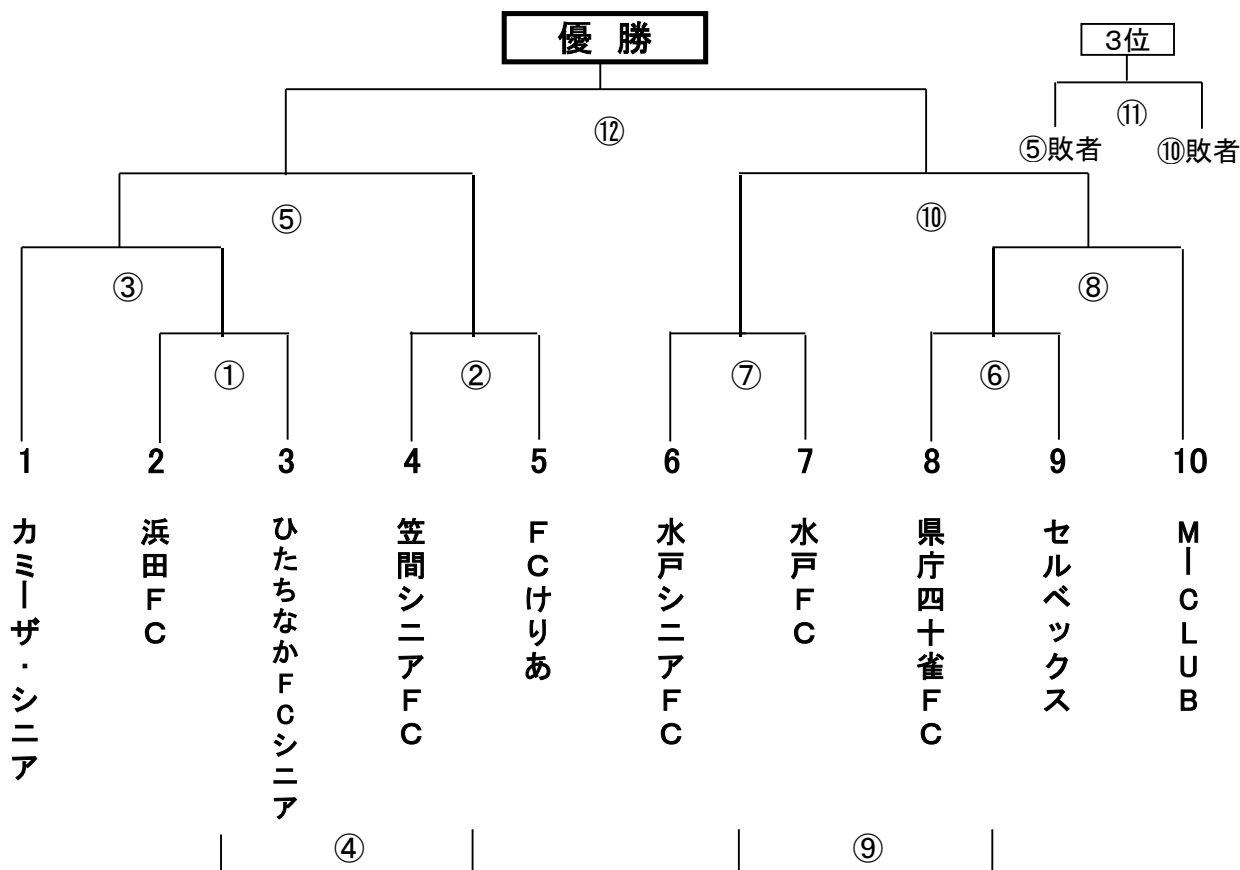 優 勝
3位
⑫
⑪
⑤敗者
⑩敗者
⑤
⑩
③
⑧
①
②
⑦
⑥
1
2
3
4
5
6
7
8
9
10
カミーザ・シニア
浜田FC
ひたちなかFCシニア
笠間シニアFC
FCけりあ
水戸シニアFC
水戸FC
県庁四十雀FC
セルベックス
M－CLUB
④
⑨